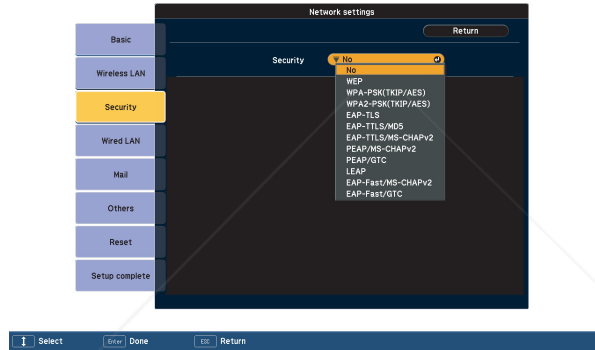 Network settings
Return
Basic
Wireless LAN
Security
Wired LAN
Mail
Others
Reset
Setup complete
Security
No
No
WEP
WPA-PSK(TKIP/AES)
WPA2-PSK(TKIP/AES)
EAP-TLS
EAP-TTLS/MD5
EAP-TTLS/MS-CHAPv2
PEAP/MS-CHAPv2
PEAP/GTC
LEAP
EAP-Fast/MS-CHAPv2
EAP-Fast/GTC
Select Enter Done ESC Return